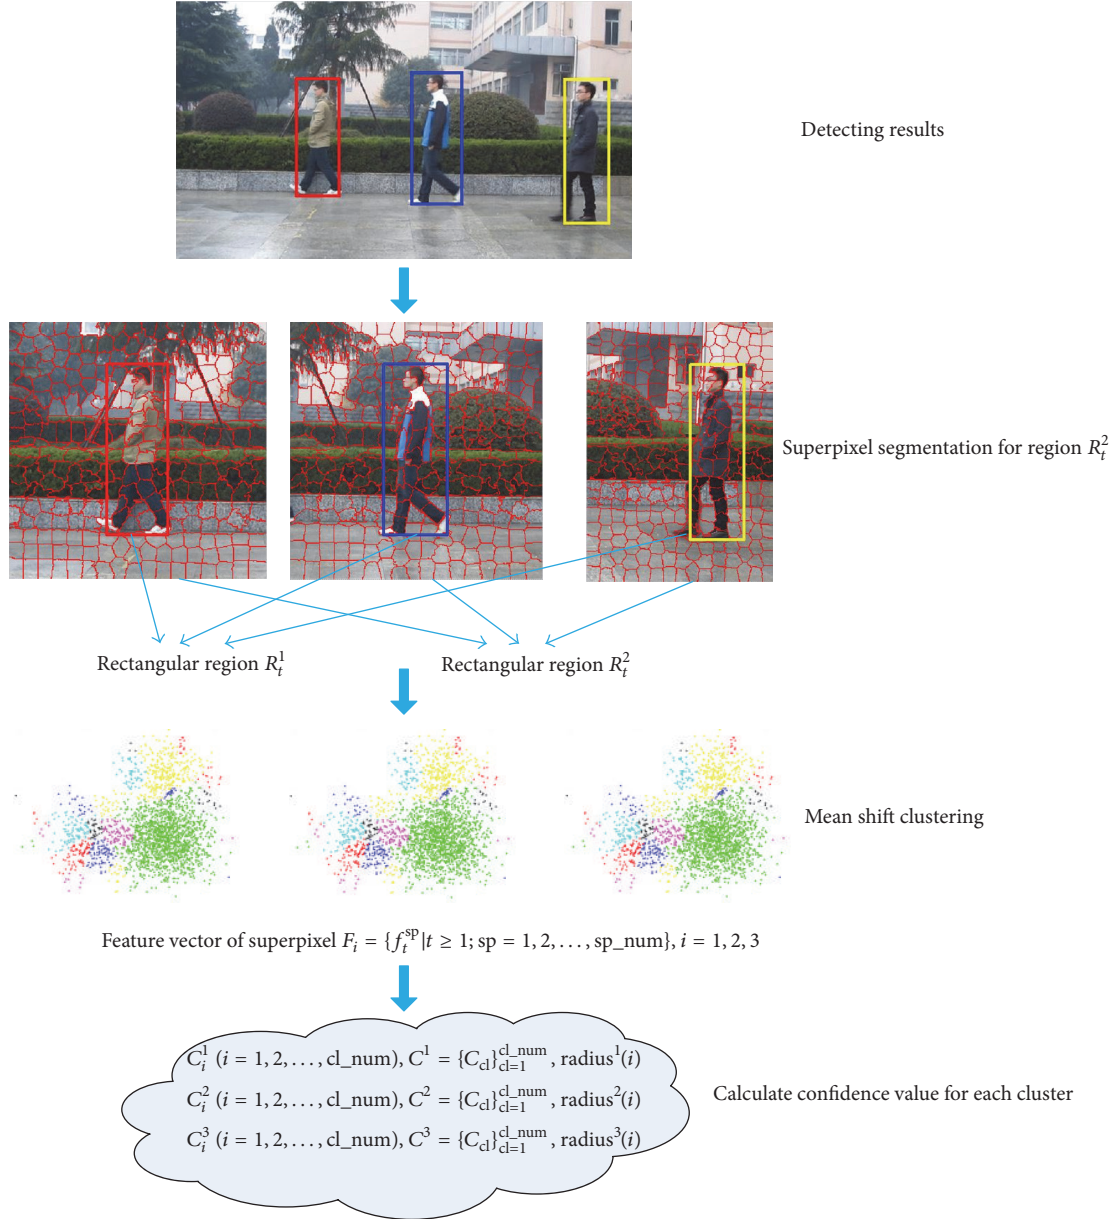 Detecting results
Superpixel segmentation for region R_t^2
Rectangular region R_t^1
Rectangular region R_t^2
Mean shift clustering
Feature vector of superpixel F_i = {f_t^sp | t ≥ 1; sp = 1, 2, . . . , sp_num}, i = 1, 2, 3
C_i^1 (i = 1, 2, . . . , cl_num), C^1 = {C_cl}_{cl=1}^{cl_num}, radius^1(i)
C_i^2 (i = 1, 2, . . . , cl_num), C^2 = {C_cl}_{cl=1}^{cl_num}, radius^2(i)
C_i^3 (i = 1, 2, . . . , cl_num), C^3 = {C_cl}_{cl=1}^{cl_num}, radius^3(i)
Calculate confidence value for each cluster